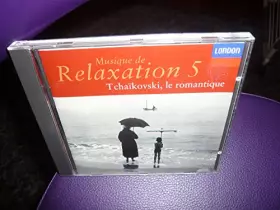 LONDON
Musique de
Relaxation 5
Tchaïkovski, le romantique